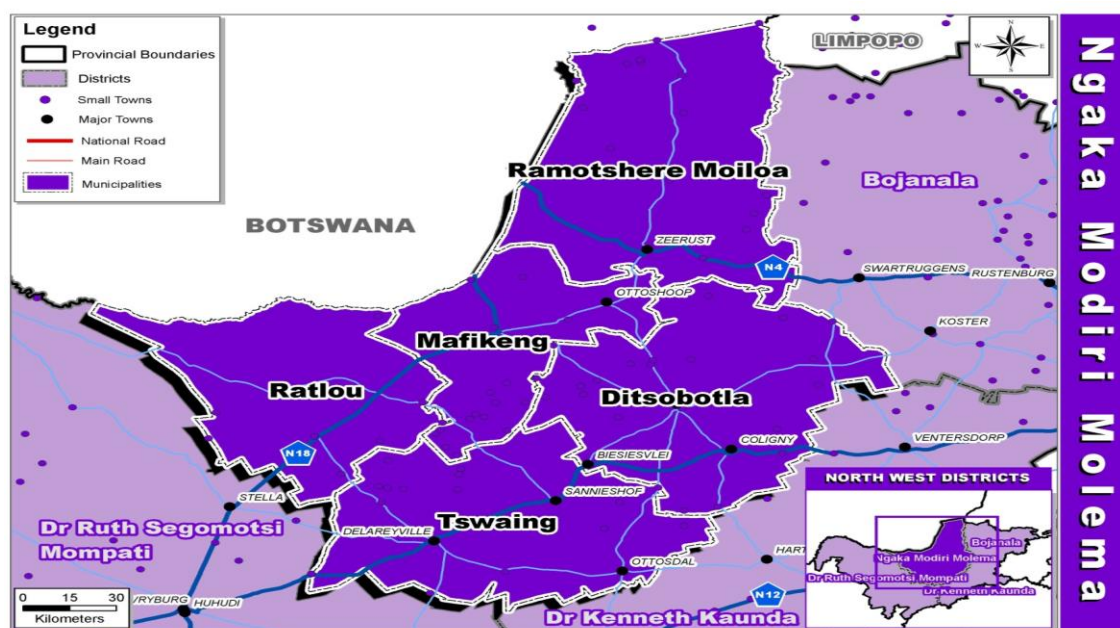 Legend
Provincial Boundaries
Districts
Small Towns
Major Towns
National Road
Main Road
Municipalities
LIMPOPO
N
W
E
S
Ngaka Modiri Molema
Ramotshere Moiloa
Bojanala
BOTSWANA
ZEERUST
N4
SWARTRUGGENS
RUSTENBURG
OTTOSHOOP
KOSTER
Mafikeng
Ratlou
Ditsobotla
COLIGNY
VENTERSDORP
N18
BIESIESVLEI
STELLA
SANNIESHOF
Dr Ruth Segomotsi
Mompati
DELAREYVILLE
Tswaing
OTTOSDAL
HART
N12
Dr Kenneth Kaunda
VRYBURG
HUHUDI
0 15 30
Kilometers
NORTH WEST DISTRICTS
Bojanala
Ngaka Modiri Molema
Dr Ruth Segomotsi Mompati
Dr Kenneth Kaunda